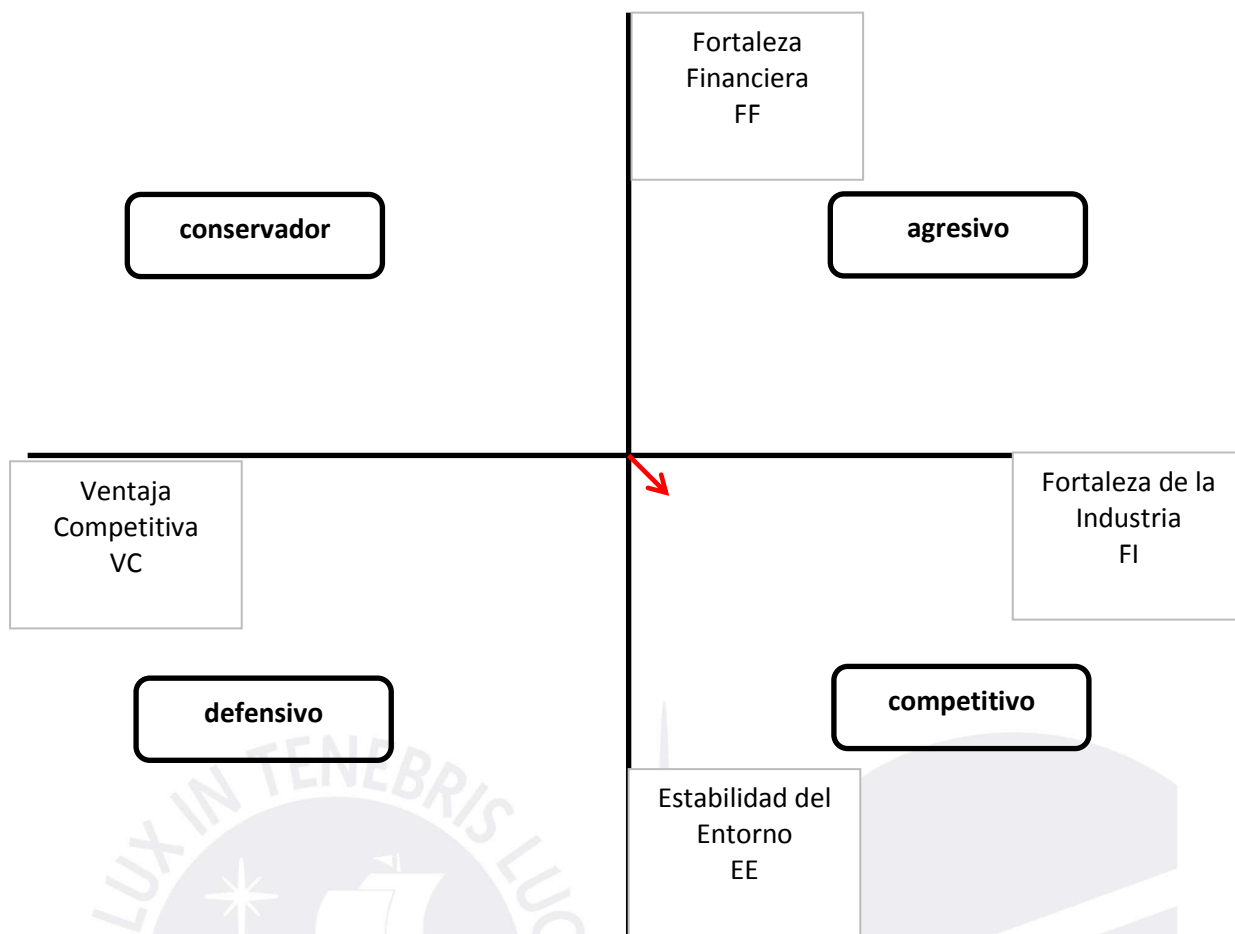 Fortaleza
Financiera
FF
conservador
agresivo
Ventaja
Competitiva
VC
Fortaleza de la
Industria
FI
defensivo
competitivo
Estabilidad del
Entorno
EE
LUX IN TENEBRIS LUC